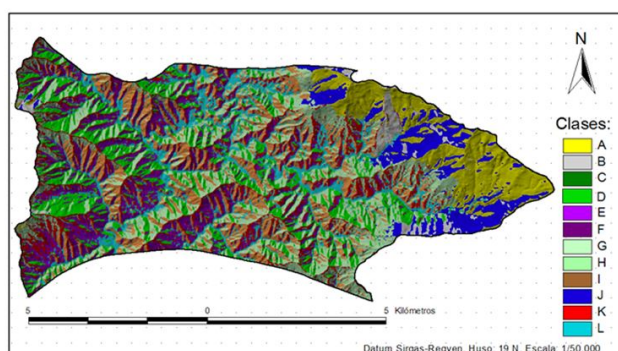 N
Clases:
A
B
C
D
E
F
G
H
I
J
K
L
5 0 5 Kilómetros
Datum Sirgas-Regven. Huso: 19 N. Escala: 1/50.000